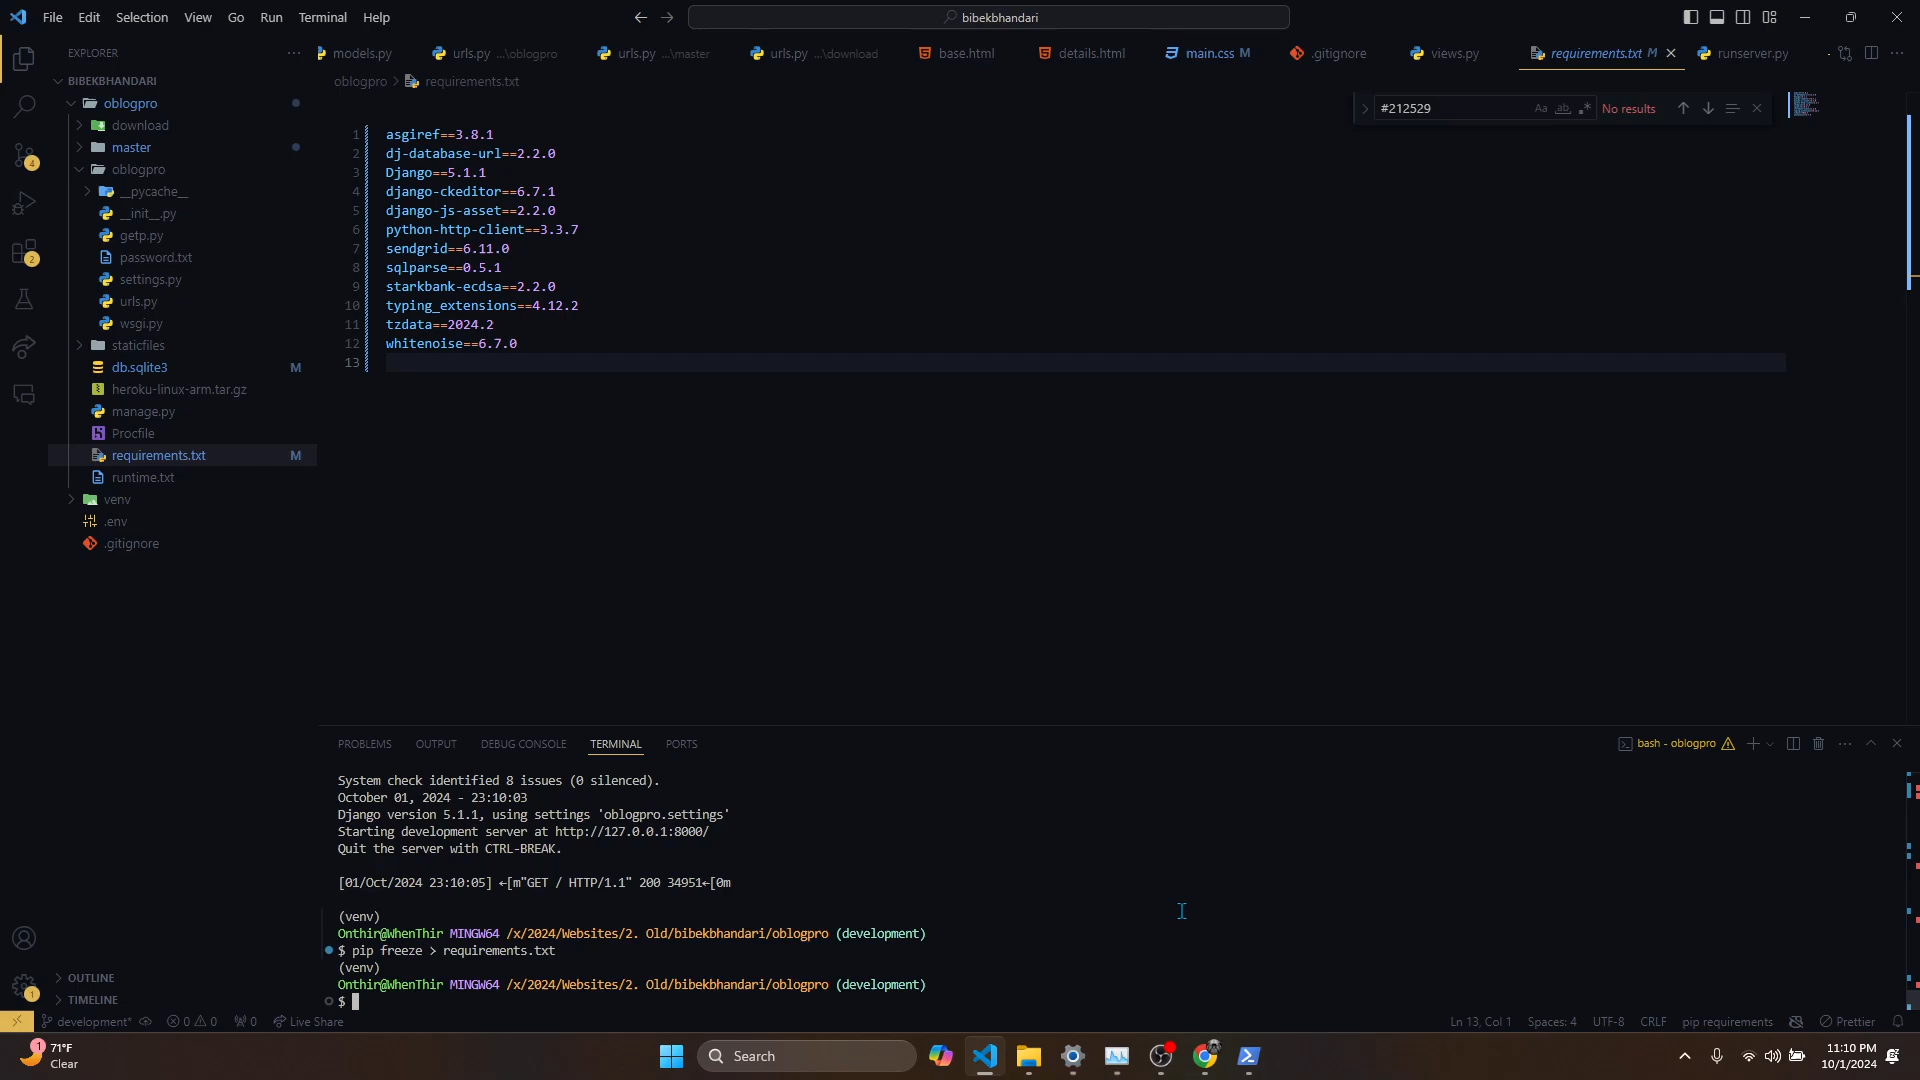 File Edit Selection View Go Run Terminal Help
bibekbhandari
EXPLORER
models.py
urls.py ...\oblogpro
urls.py ...\master
urls.py ...\download
base.html
details.html
main.css M
.gitignore
views.py
requirements.txt M
runserver.py
oblogpro > requirements.txt
BIBEKBHANDARI
oblogpro
download
master
oblogpro
__pycache__
__init__.py
getp.py
password.txt
settings.py
urls.py
wsgi.py
staticfiles
db.sqlite3 M
heroku-linux-arm.tar.gz
manage.py
Procfile
requirements.txt M
runtime.txt
venv
.env
.gitignore
OUTLINE
TIMELINE
4
2
1
#212529
Aa ab .*
No results
1 asgiref==3.8.1
2 dj-database-url==2.2.0
3 Django==5.1.1
4 django-ckeditor==6.7.1
5 django-js-asset==2.2.0
6 python-http-client==3.3.7
7 sendgrid==6.11.0
8 sqlparse==0.5.1
9 starkbank-ecdsa==2.2.0
10 typing_extensions==4.12.2
11 tzdata==2024.2
12 whitenoise==6.7.0
13
PROBLEMS OUTPUT DEBUG CONSOLE TERMINAL PORTS
bash - oblogpro
System check identified 8 issues (0 silenced).
October 01, 2024 - 23:10:03
Django version 5.1.1, using settings 'oblogpro.settings'
Starting development server at http://127.0.0.1:8000/
Quit the server with CTRL-BREAK.
[01/Oct/2024 23:10:05] ←[m"GET / HTTP/1.1" 200 34951←[0m
(venv)
Onthir@WhenThir MINGW64 /x/2024/Websites/2. Old/bibekbhandari/oblogpro (development)
$ pip freeze > requirements.txt
(venv)
Onthir@WhenThir MINGW64 /x/2024/Websites/2. Old/bibekbhandari/oblogpro (development)
$
development* 0 0 0 Live Share
Ln 13, Col 1 Spaces: 4 UTF-8 CRLF pip requirements Prettier
1
71°F
Clear
Search
11:10 PM
10/1/2024